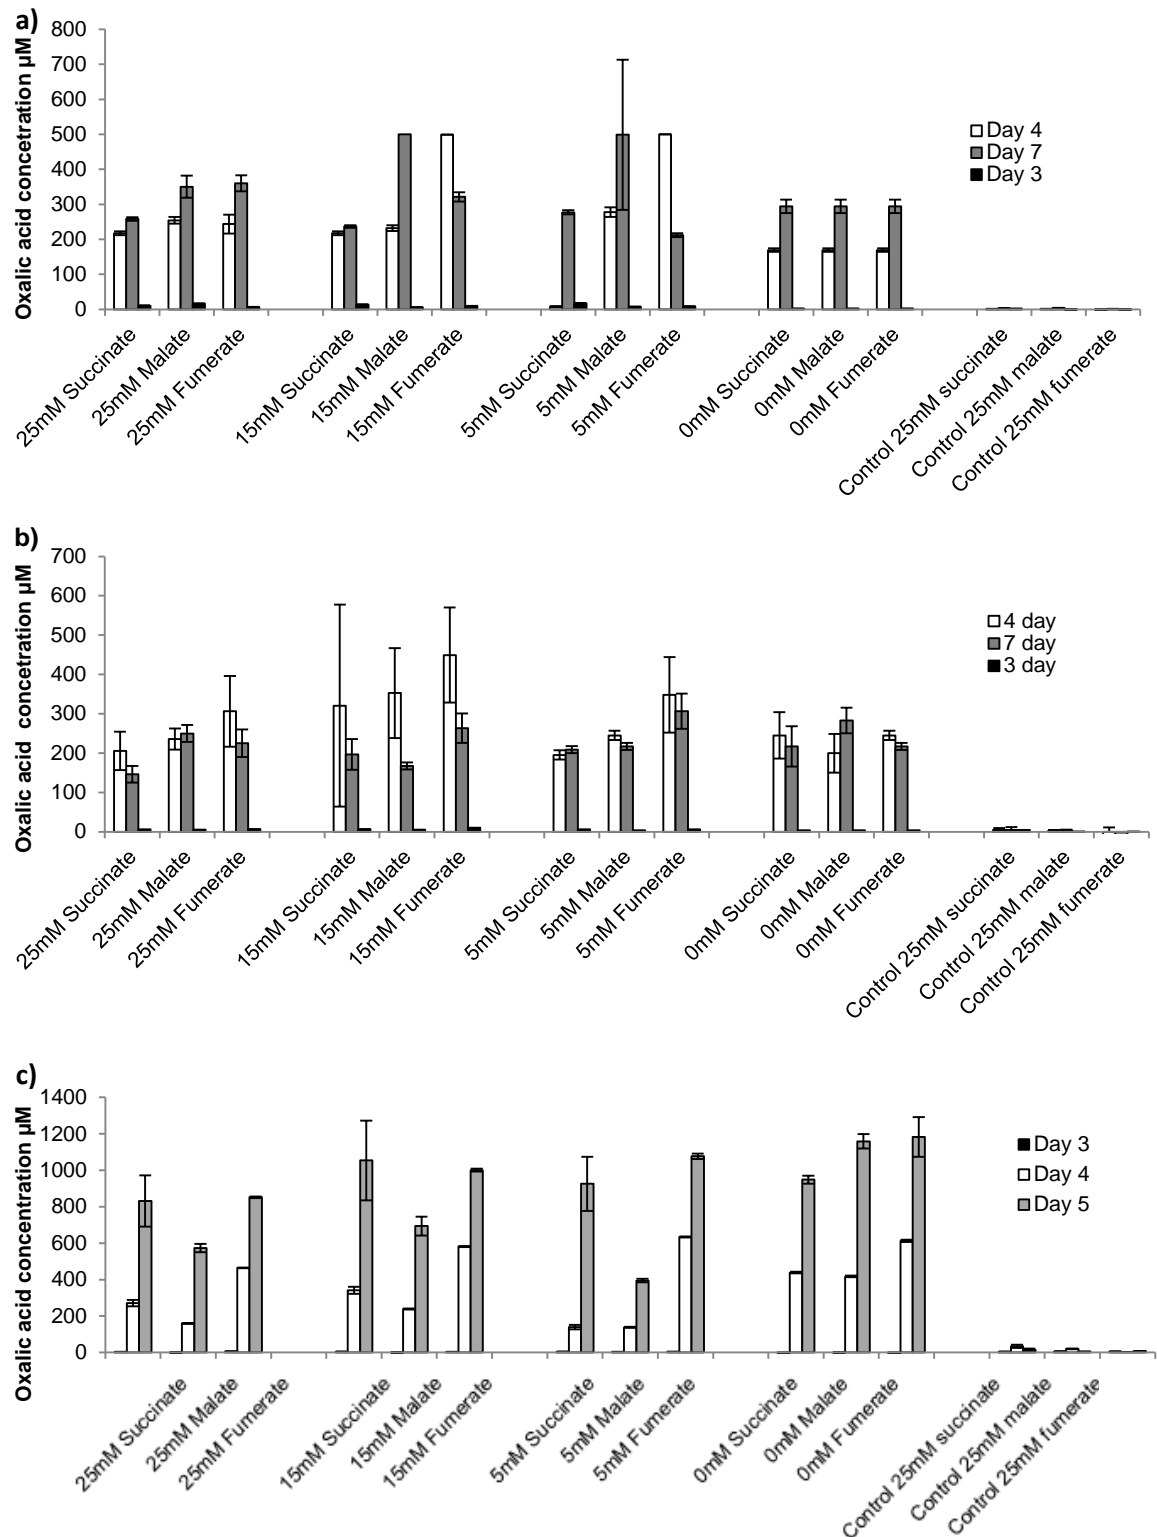 a)
Oxalic acid concetration µM
800
700
600
500
400
300
200
100
0
Day 4
Day 7
Day 3
25mM Succinate
25mM Malate
25mM Fumerate
15mM Succinate
15mM Malate
15mM Fumerate
5mM Succinate
5mM Malate
5mM Fumerate
0mM Succinate
0mM Malate
0mM Fumerate
Control 25mM succinate
Control 25mM malate
Control 25mM fumerate
b)
Oxalic acid concetration µM
700
600
500
400
300
200
100
0
4 day
7 day
3 day
25mM Succinate
25mM Malate
25mM Fumerate
15mM Succinate
15mM Malate
15mM Fumerate
5mM Succinate
5mM Malate
5mM Fumerate
0mM Succinate
0mM Malate
0mM Fumerate
Control 25mM succinate
Control 25mM malate
Control 25mM fumerate
c)
Oxalic acid concentration µM
1400
1200
1000
800
600
400
200
0
Day 3
Day 4
Day 5
25mM Succinate
25mM Malate
25mM Fumerate
15mM Succinate
15mM Malate
15mM Fumerate
5mM Succinate
5mM Malate
5mM Fumerate
0mM Succinate
0mM Malate
0mM Fumerate
Control 25mM succinate
Control 25mM malate
Control 25mM fumerate